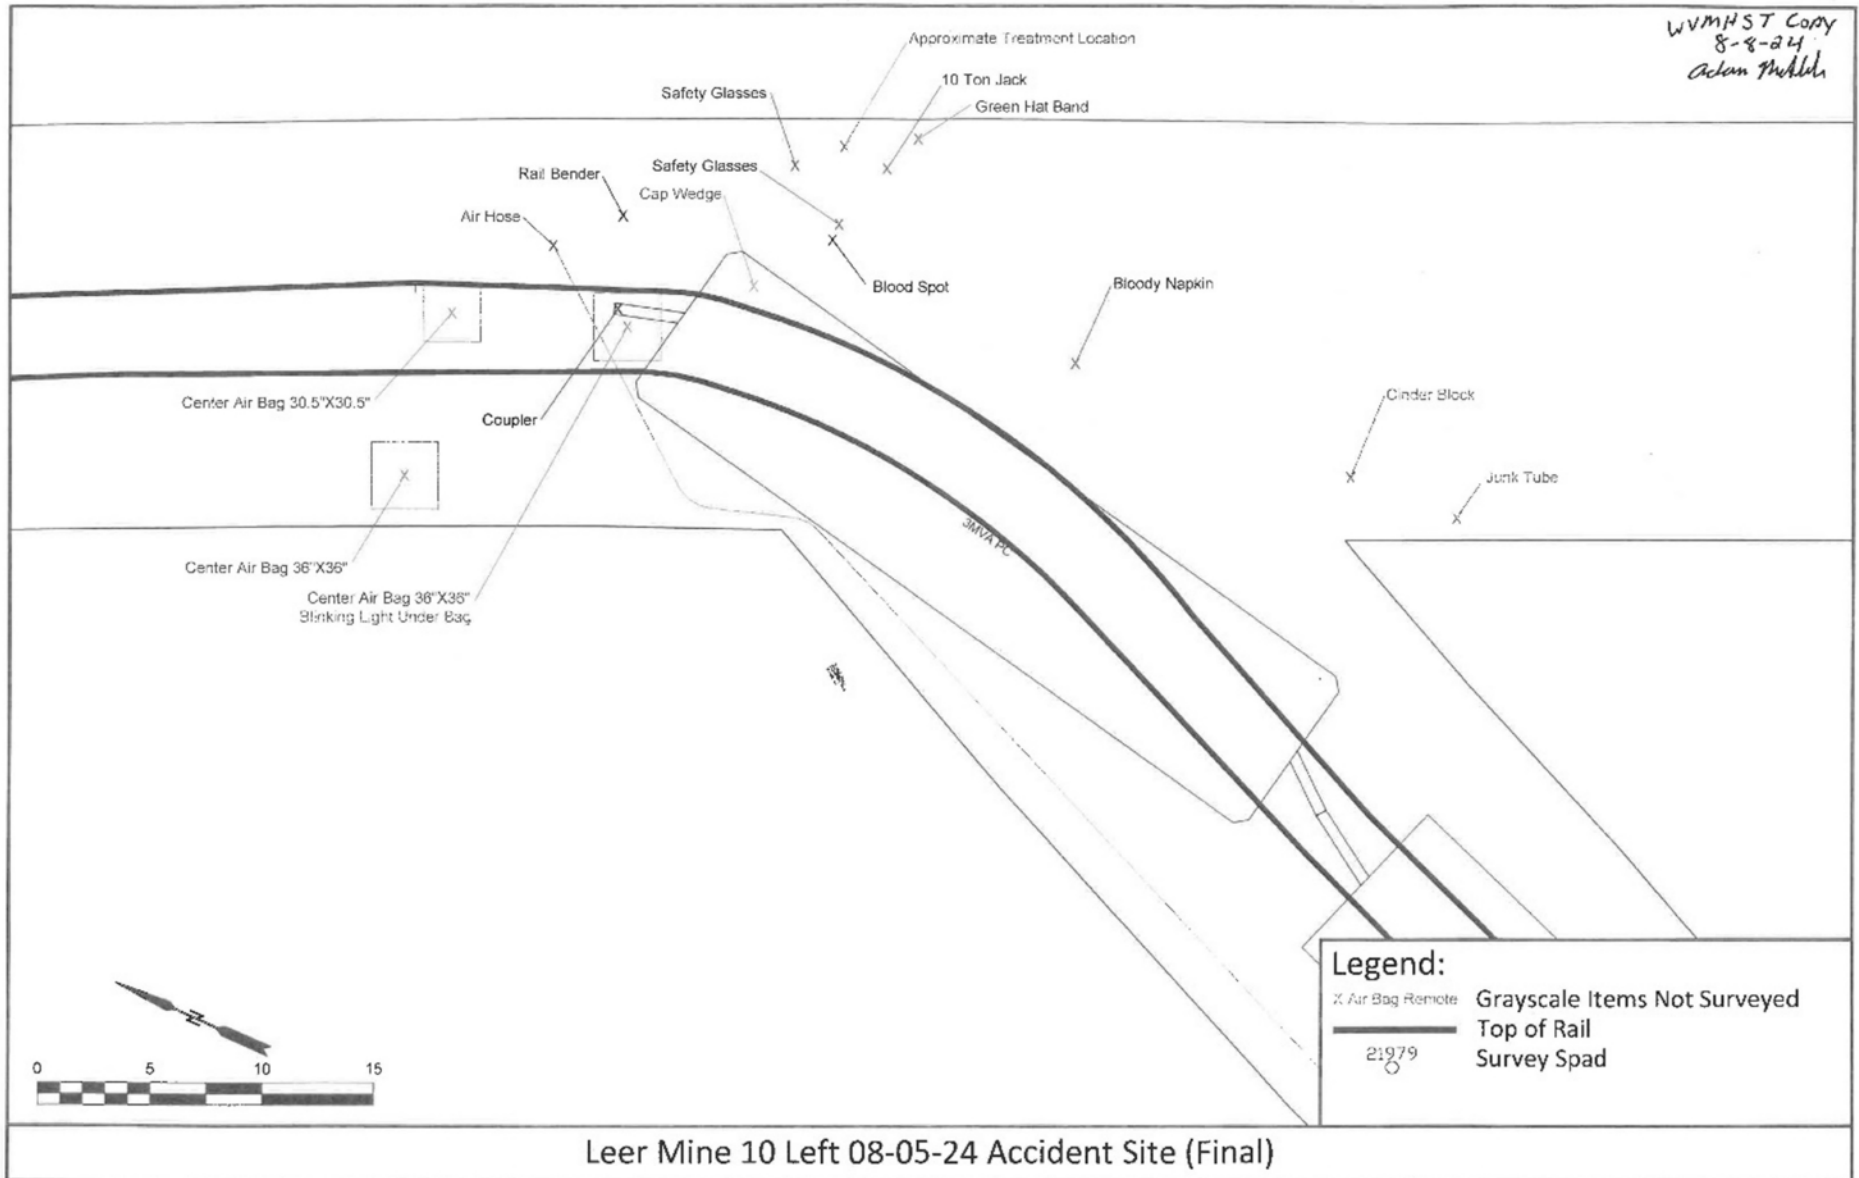 WVMHST Copy
8-8-24
Adam
Approximate Treatment Location
10 Ton Jack
Safety Glasses
Green Hat Band
Safety Glasses
Rail Bender
Cap Wedge
Air Hose
Blood Spot
Bloody Napkin
Center Air Bag 30.5"X30.5"
Coupler
Cinder Block
Junk Tube
3MVA PC
Center Air Bag 36"X36"
Center Air Bag 36"X36"
Blinking Light Under Bag
N
0 5 10 15
Legend:
X Air Bag Remote Grayscale Items Not Surveyed
Top of Rail
21979 Survey Spad
Leer Mine 10 Left 08-05-24 Accident Site (Final)